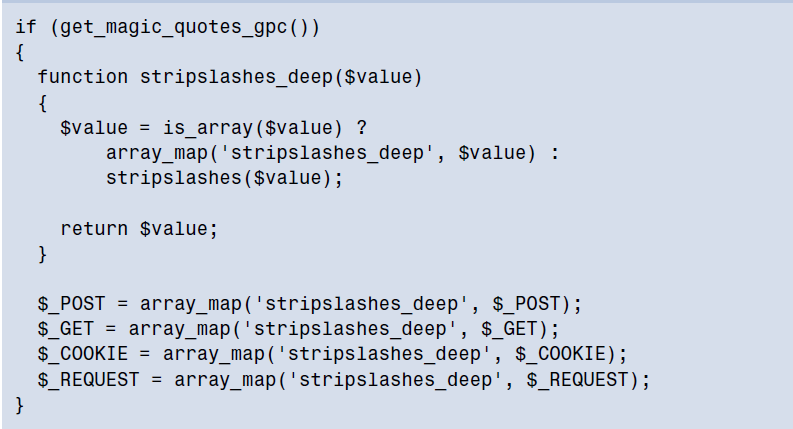 if (get_magic_quotes_gpc())
{
  function stripslashes_deep($value)
  {
    $value = is_array($value) ?
        array_map('stripslashes_deep', $value) :
        stripslashes($value);

    return $value;
  }

  $_POST = array_map('stripslashes_deep', $_POST);
  $_GET = array_map('stripslashes_deep', $_GET);
  $_COOKIE = array_map('stripslashes_deep', $_COOKIE);
  $_REQUEST = array_map('stripslashes_deep', $_REQUEST);
}